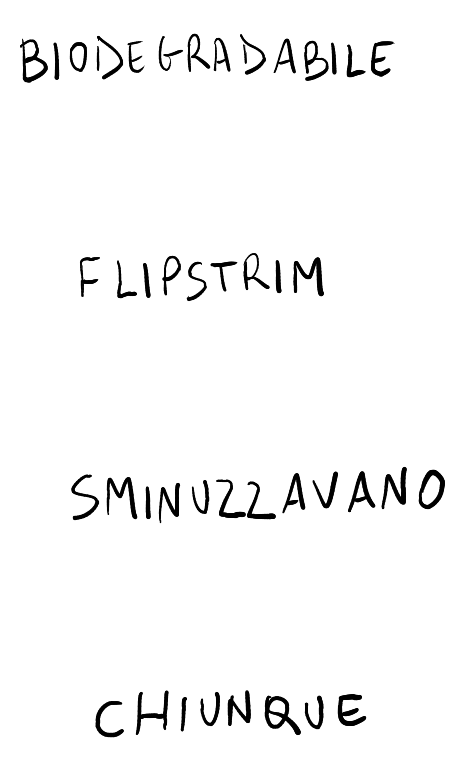 BIODEGRADABILE
FLIPSTRIM
SMINUZZAVANO
CHIUNQUE